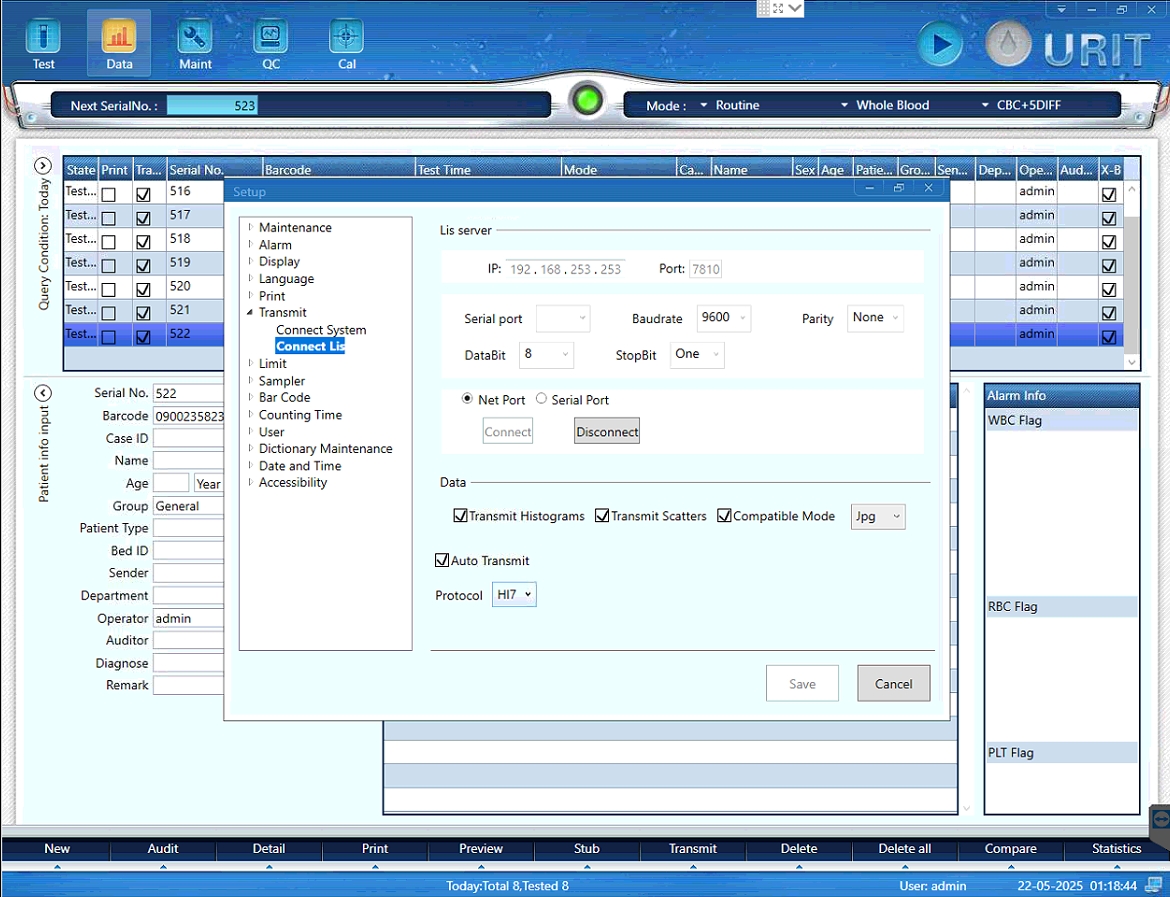 Test Data Maint QC Cal URIT
Next SerialNo. : 523 Mode : Routine Whole Blood CBC+5DIFF
Query Condition: Today
State Print Tra... Serial No. Barcode Test Time Mode Ca... Name Sex Age Patie... Gro... Sen... Dep... Ope... Aud... X-B
Test... 516 admin
Test... 517 admin
Test... 518 admin
Test... 519 admin
Test... 520 admin
Test... 521 admin
Test... 522 admin
Patient info input
Serial No. 522
Barcode 0900235823
Case ID
Name
Age Year
Group General
Patient Type
Bed ID
Sender
Department
Operator admin
Auditor
Diagnose
Remark
Setup
Maintenance
Alarm
Display
Language
Print
Transmit
Connect System
Connect Lis
Limit
Sampler
Bar Code
Counting Time
User
Dictionary Maintenance
Date and Time
Accessibility
Lis server
IP: 192 . 168 . 253 . 253 Port: 7810
Serial port Baudrate 9600 Parity None
DataBit 8 StopBit One
Net Port Serial Port
Connect Disconnect
Data
Transmit Histograms Transmit Scatters Compatible Mode Jpg
Auto Transmit
Protocol Hl7
Save Cancel
Alarm Info
WBC Flag
RBC Flag
PLT Flag
New Audit Detail Print Preview Stub Transmit Delete Delete all Compare Statistics
Today:Total 8,Tested 8 User: admin 22-05-2025 01:18:44